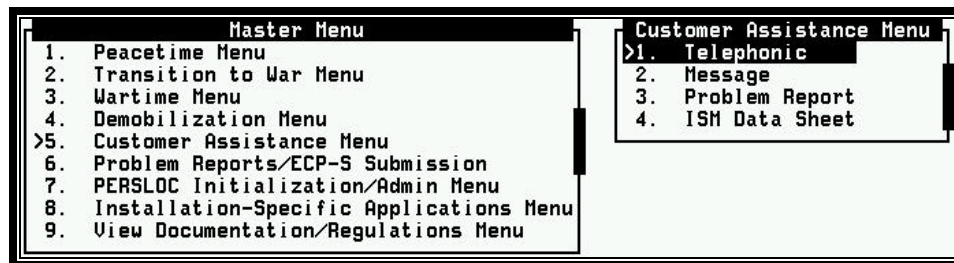 Master Menu
1. Peacetime Menu
2. Transition to War Menu
3. Wartime Menu
4. Demobilization Menu
>5. Customer Assistance Menu
6. Problem Reports/ECP-S Submission
7. PERSLOC Initialization/Admin Menu
8. Installation-Specific Applications Menu
9. View Documentation/Regulations Menu
Customer Assistance Menu
>1. Telephonic
2. Message
3. Problem Report
4. ISM Data Sheet